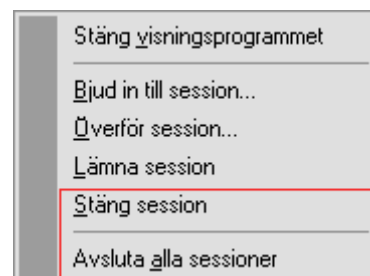 Stäng visningsprogrammet
Bjud in till session...
Överför session...
Lämna session
Stäng session
Avsluta alla sessioner